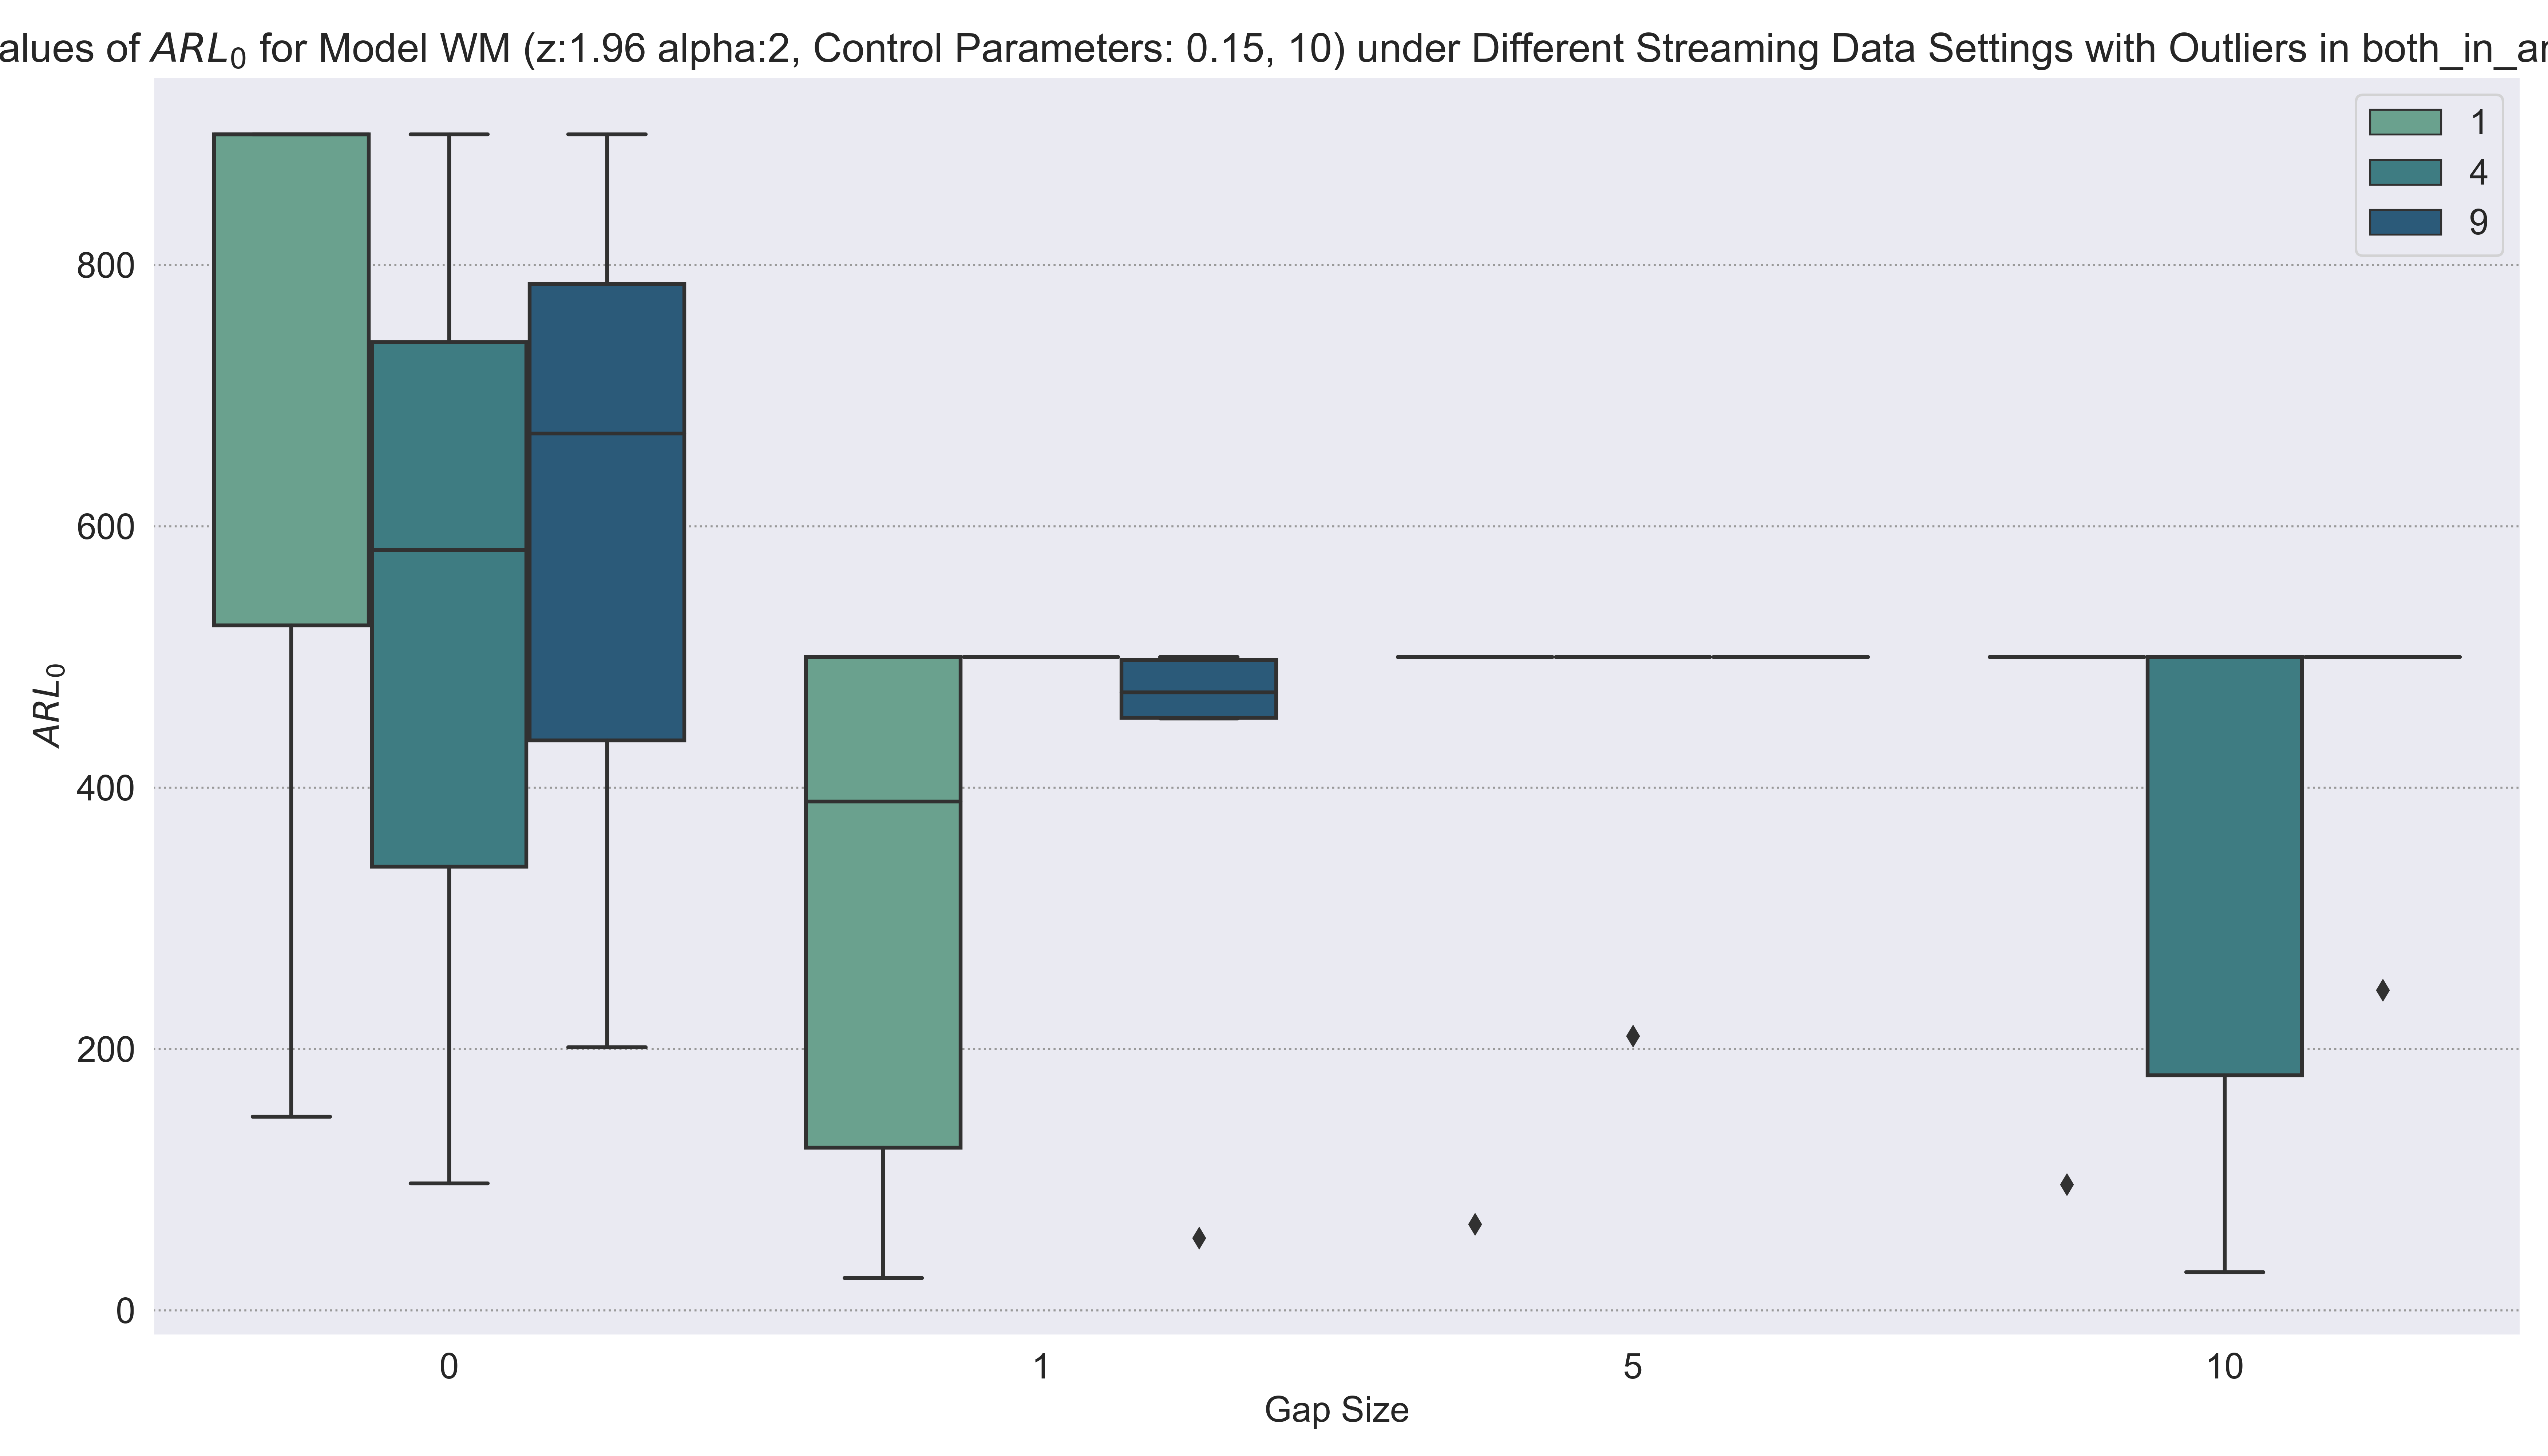 alues of ARL0 for Model WM (z:1.96 alpha:2, Control Parameters: 0.15, 10) under Different Streaming Data Settings with Outliers in both_in_a
1
4
9
800
600
400
200
0
ARL0
0 1 5 10
Gap Size